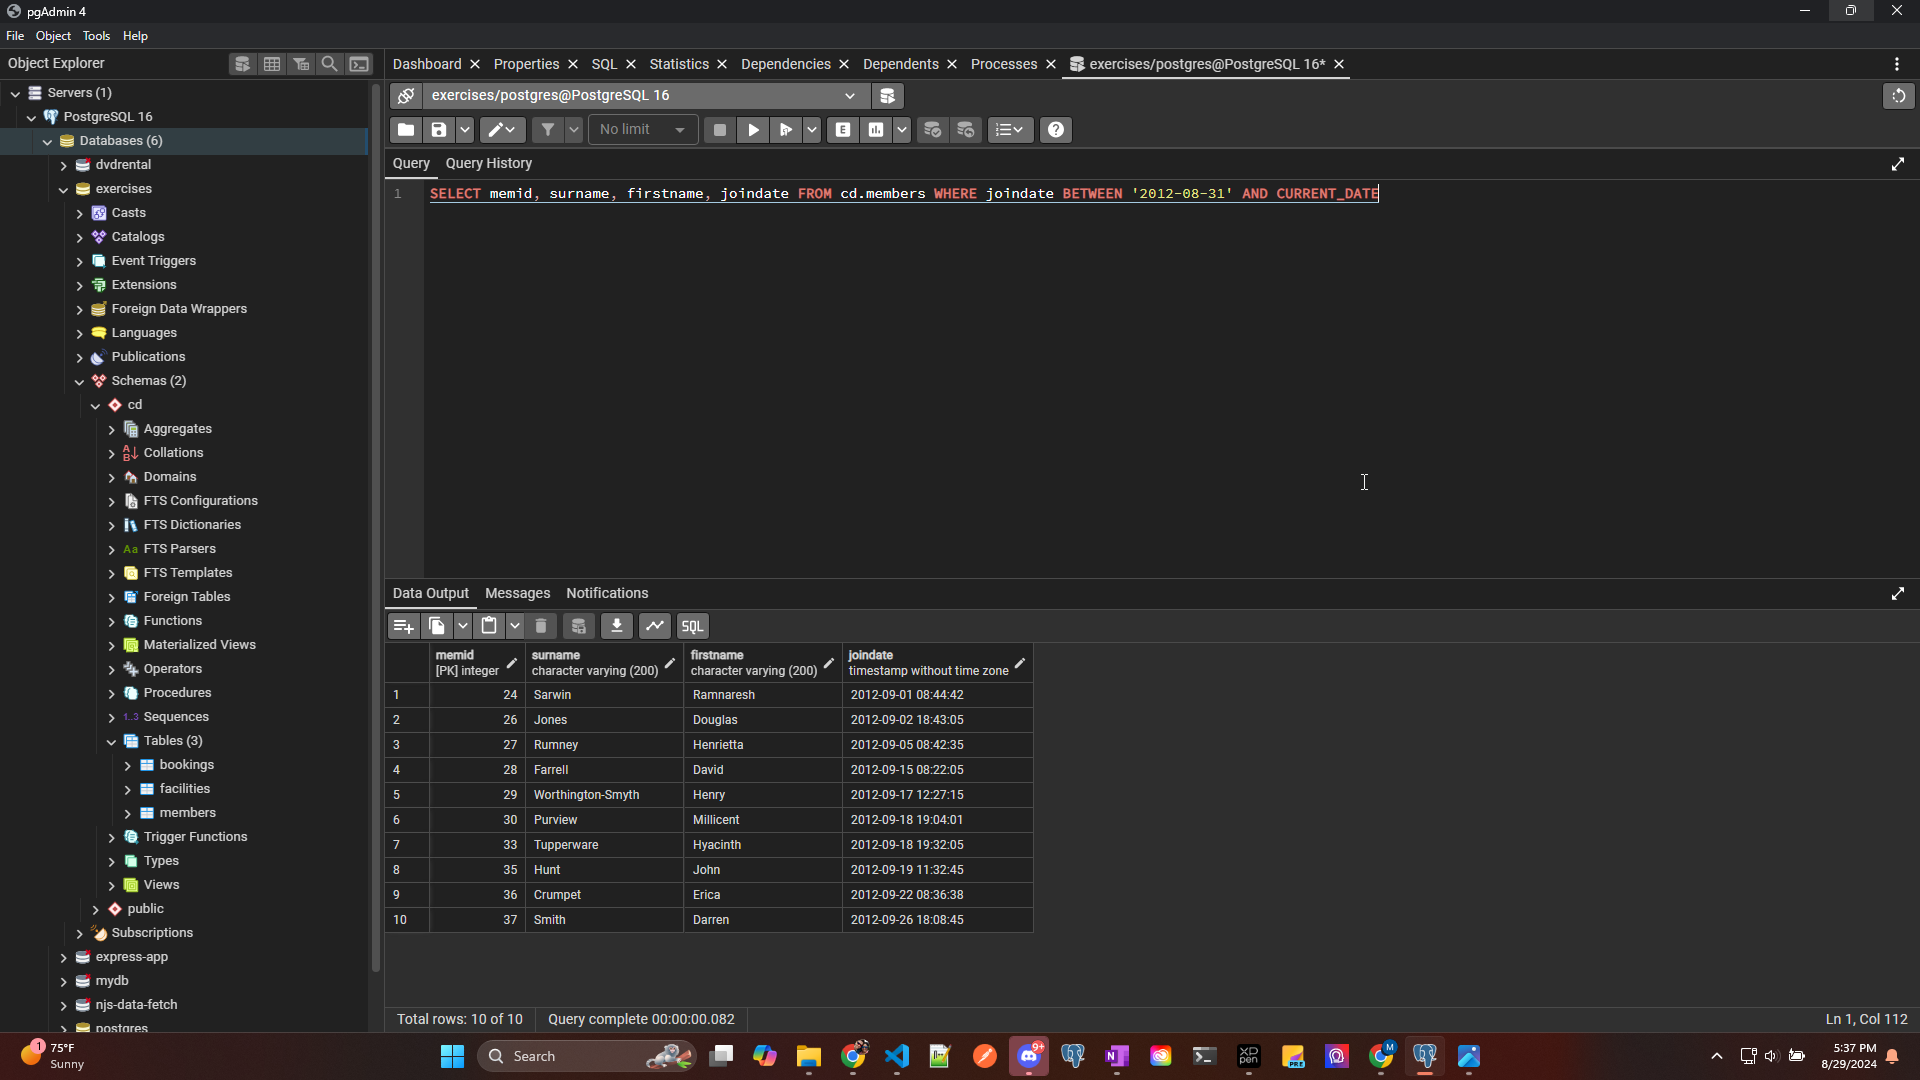 pgAdmin 4
File Object Tools Help
Object Explorer
Dashboard Properties SQL Statistics Dependencies Dependents Processes exercises/postgres@PostgreSQL 16*
Servers (1)
PostgreSQL 16
Databases (6)
dvdrental
exercises
Casts
Catalogs
Event Triggers
Extensions
Foreign Data Wrappers
Languages
Publications
Schemas (2)
cd
Aggregates
Collations
Domains
FTS Configurations
FTS Dictionaries
Aa FTS Parsers
FTS Templates
Foreign Tables
Functions
Materialized Views
Operators
Procedures
1..3 Sequences
Tables (3)
bookings
facilities
members
Trigger Functions
Types
Views
public
Subscriptions
express-app
mydb
njs-data-fetch
postgres
exercises/postgres@PostgreSQL 16
No limit
E
Query Query History
1 SELECT memid, surname, firstname, joindate FROM cd.members WHERE joindate BETWEEN '2012-08-31' AND CURRENT_DATE
Data Output Messages Notifications
SQL
memid surname firstname joindate
[PK] integer character varying (200) character varying (200) timestamp without time zone
1 24 Sarwin Ramnaresh 2012-09-01 08:44:42
2 26 Jones Douglas 2012-09-02 18:43:05
3 27 Rumney Henrietta 2012-09-05 08:42:35
4 28 Farrell David 2012-09-15 08:22:05
5 29 Worthington-Smyth Henry 2012-09-17 12:27:15
6 30 Purview Millicent 2012-09-18 19:04:01
7 33 Tupperware Hyacinth 2012-09-18 19:32:05
8 35 Hunt John 2012-09-19 11:32:45
9 36 Crumpet Erica 2012-09-22 08:36:38
10 37 Smith Darren 2012-09-26 18:08:45
Total rows: 10 of 10 Query complete 00:00:00.082 Ln 1, Col 112
1 75°F
Sunny
Search
9+
XP
pen
PRE
M
5:37 PM
8/29/2024